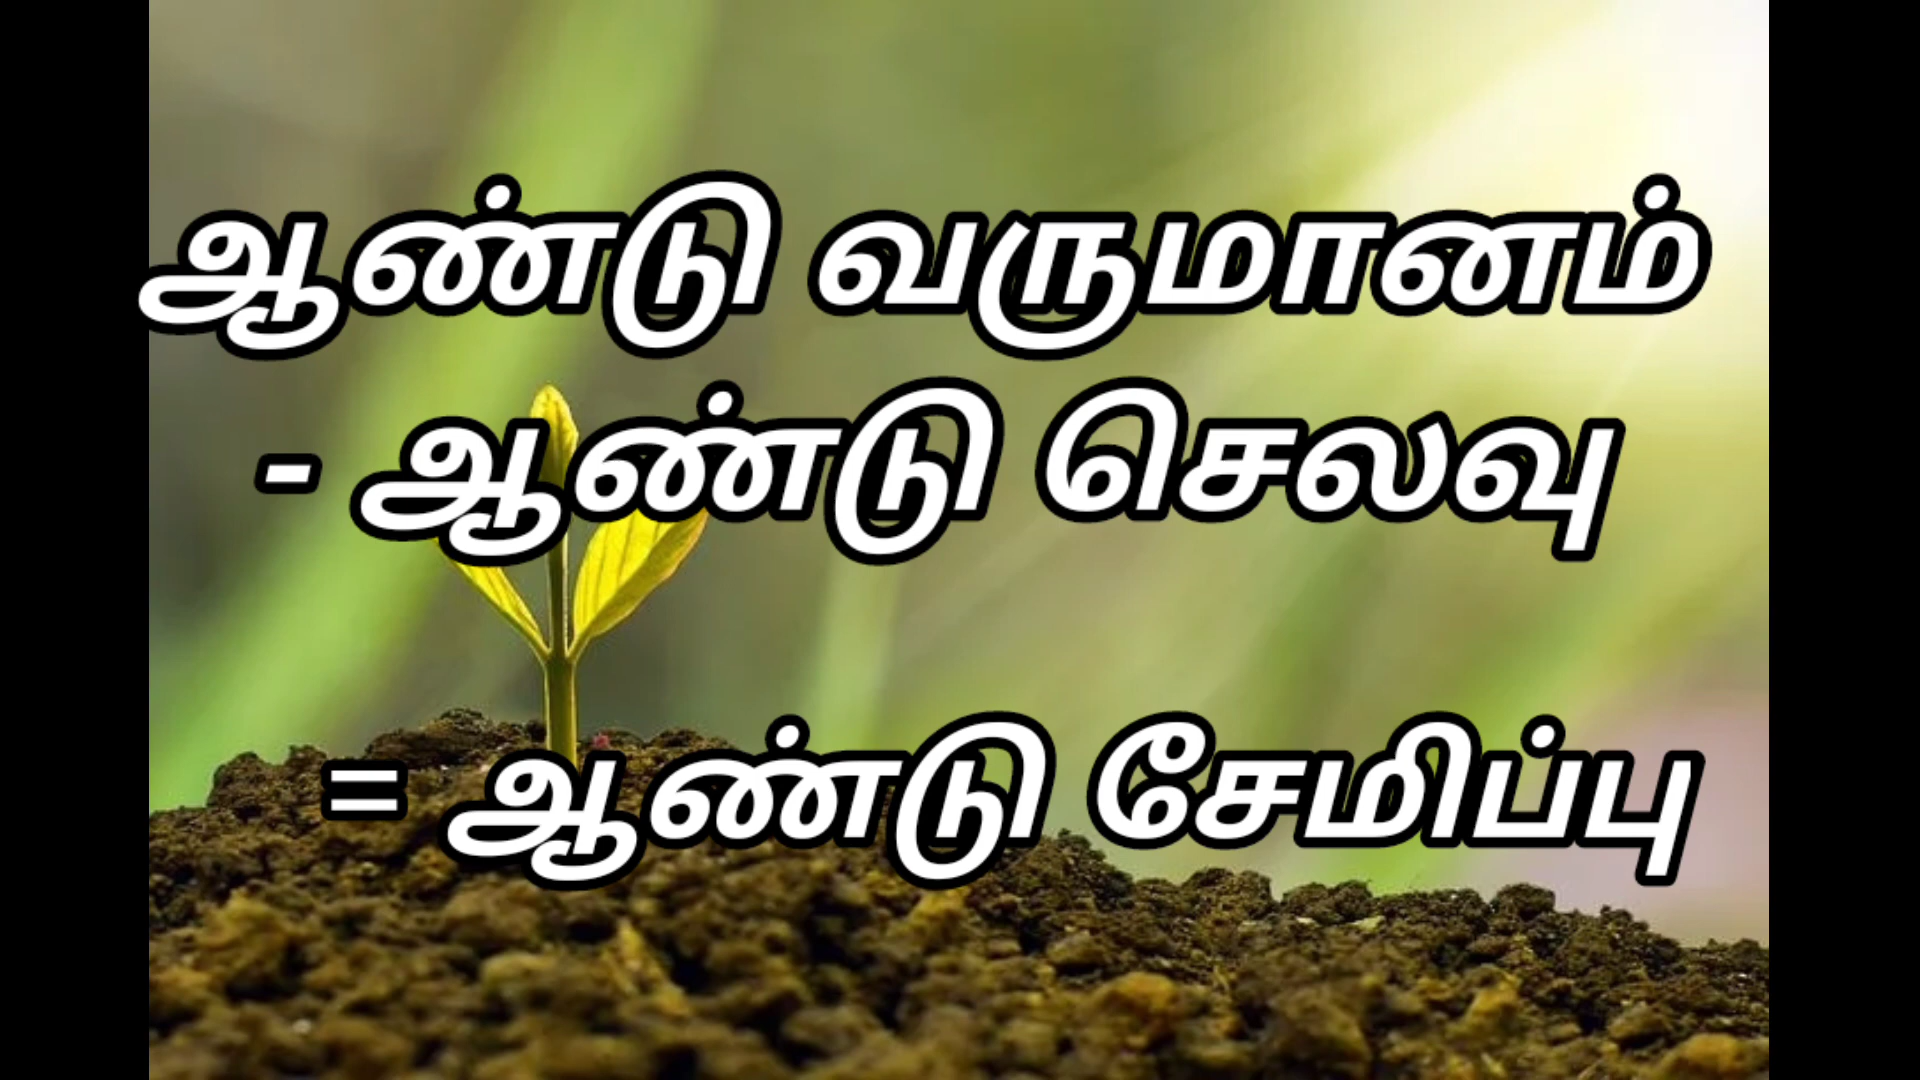 ஆண்டு வருமானம்
- ஆண்டு செலவு
= ஆண்டு சேமிப்பு